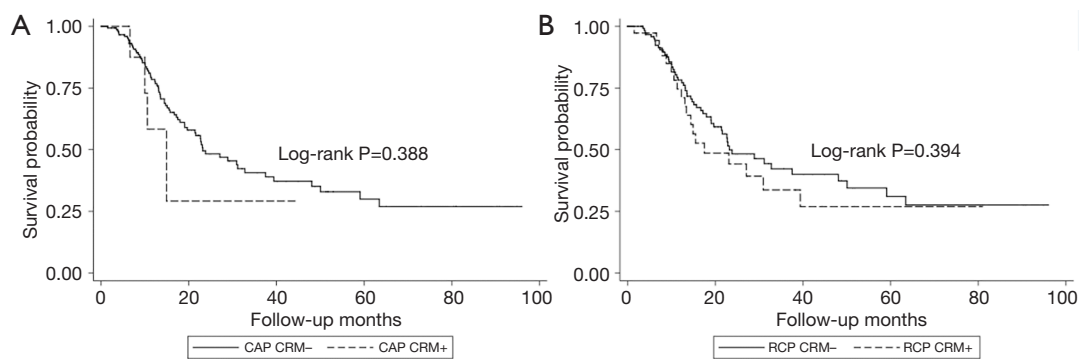 A
1.00
0.75
0.50
0.25
0.00
Survival probability
Log-rank P=0.388
0 20 40 60 80 100
Follow-up months
CAP CRM– CAP CRM+
B
1.00
0.75
0.50
0.25
0.00
Survival probability
Log-rank P=0.394
0 20 40 60 80 100
Follow-up months
RCP CRM– RCP CRM+